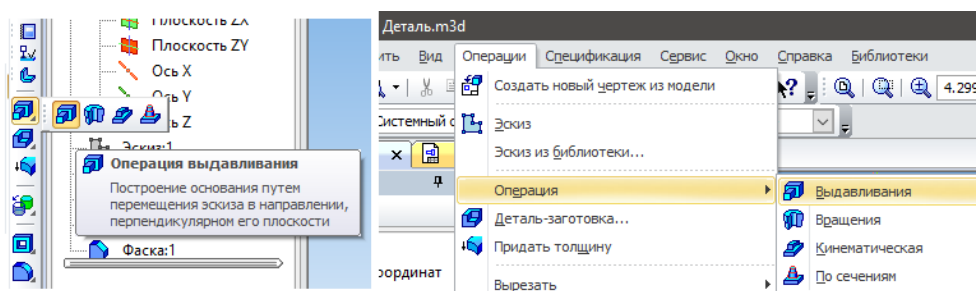 Плоскость ZX
Плоскость ZY
Ось X
Ось Y
ь Z
Эскиз:1
Операция выдавливания
Построение основания путем
перемещения эскиза в направлении,
перпендикулярном его плоскости
Фаска:1
Деталь.m3d
ить Вид Операции Спецификация Сервис Окно Справка Библиотеки
Создать новый чертеж из модели
4.299
Системный с
Эскиз
Эскиз из библиотеки...
Операция
Выдавливания
Деталь-заготовка...
Вращения
Придать толщину
Кинематическая
оординат
Вырезать
По сечениям